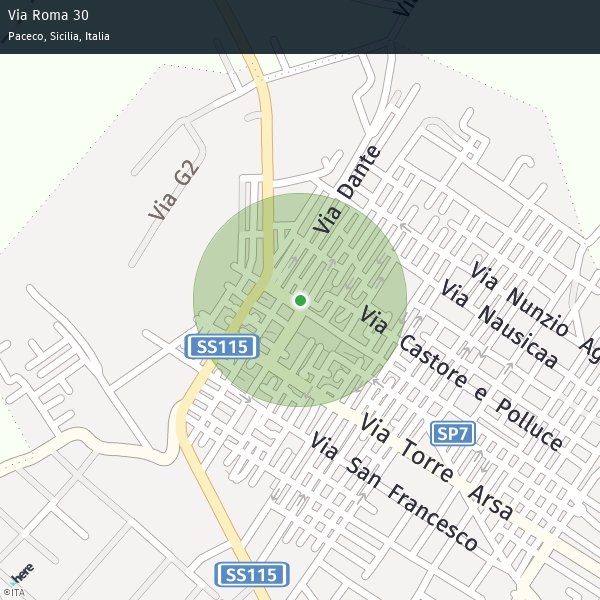 Via Roma 30
Paceco, Sicilia, Italia
Via Dante
Via G2
Via Nunzio
Via Nausicaa
Via Castore e Polluce
SS115
SP7
Via Torre Arsa
Via San Francesco
SS115
here
©ITA